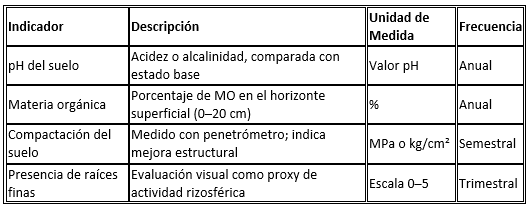 Indicador Descripción Unidad de Medida Frecuencia
pH del suelo Acidez o alcalinidad, comparada con estado base Valor pH Anual
Materia orgánica Porcentaje de MO en el horizonte superficial (0–20 cm) % Anual
Compactación del suelo Medido con penetrómetro; indica mejora estructural MPa o kg/cm² Semestral
Presencia de raíces finas Evaluación visual como proxy de actividad rizosférica Escala 0–5 Trimestral